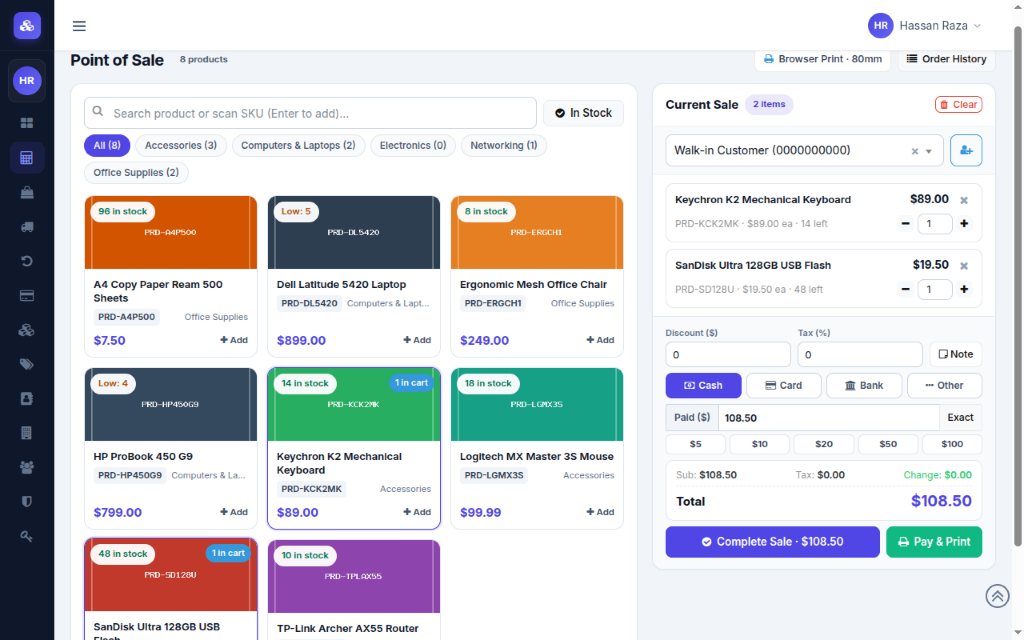 HR
Hassan Raza
HR
Point of Sale
8 products
Browser Print · 80mm
Order History
Search product or scan SKU (Enter to add)...
In Stock
All (8)
Accessories (3)
Computers & Laptops (2)
Electronics (0)
Networking (1)
Office Supplies (2)
96 in stock
PRD-A4P500
A4 Copy Paper Ream 500
Sheets
PRD-A4P500
Office Supplies
$7.50
Add
Low: 5
PRD-DL5420
Dell Latitude 5420 Laptop
PRD-DL5420
Computers & Lapt...
$899.00
Add
8 in stock
PRD-ERGCH1
Ergonomic Mesh Office Chair
PRD-ERGCH1
Office Supplies
$249.00
Add
Low: 4
PRD-HP450G9
HP ProBook 450 G9
PRD-HP450G9
Computers & La...
$799.00
Add
14 in stock
1 in cart
PRD-KCK2MK
Keychron K2 Mechanical
Keyboard
PRD-KCK2MK
Accessories
$89.00
Add
18 in stock
PRD-LGMX3S
Logitech MX Master 3S Mouse
PRD-LGMX3S
Accessories
$99.99
Add
48 in stock
1 in cart
PRD-SD128U
SanDisk Ultra 128GB USB
Flash
10 in stock
PRD-TPLAX55
TP-Link Archer AX55 Router
Current Sale
2 items
Clear
Walk-in Customer (0000000000)
Keychron K2 Mechanical Keyboard
$89.00
PRD-KCK2MK · $89.00 ea · 14 left
1
SanDisk Ultra 128GB USB Flash
$19.50
PRD-SD128U · $19.50 ea · 48 left
1
Discount ($)
Tax (%)
0
0
Note
Cash
Card
Bank
Other
Paid ($)
108.50
Exact
$5
$10
$20
$50
$100
Sub: $108.50
Tax: $0.00
Change: $0.00
Total
$108.50
Complete Sale · $108.50
Pay & Print